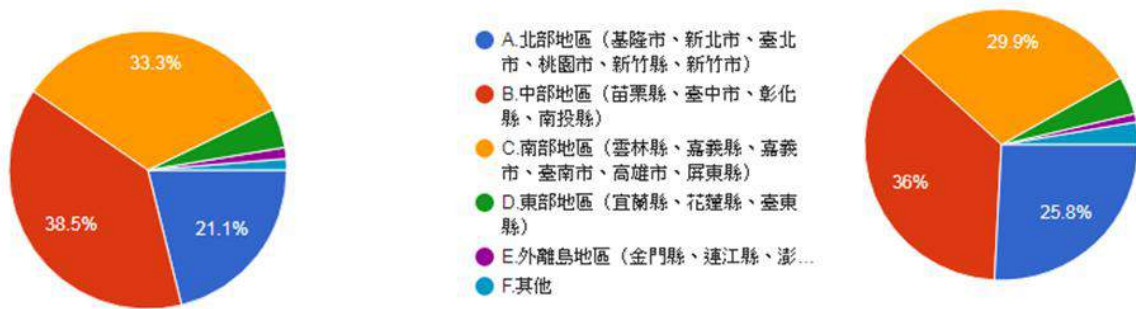 33.3%
38.5%
21.1%
A.北部地區（基隆市、新北市、臺北
市、桃園市、新竹縣、新竹市）
B.中部地區（苗栗縣、臺中市、彰化
縣、南投縣）
C.南部地區（雲林縣、嘉義縣、嘉義
市、臺南市、高雄市、屏東縣）
D.東部地區（宜蘭縣、花蓮縣、臺東
縣）
E.外離島地區（金門縣、連江縣、澎...
F.其他
29.9%
36%
25.8%